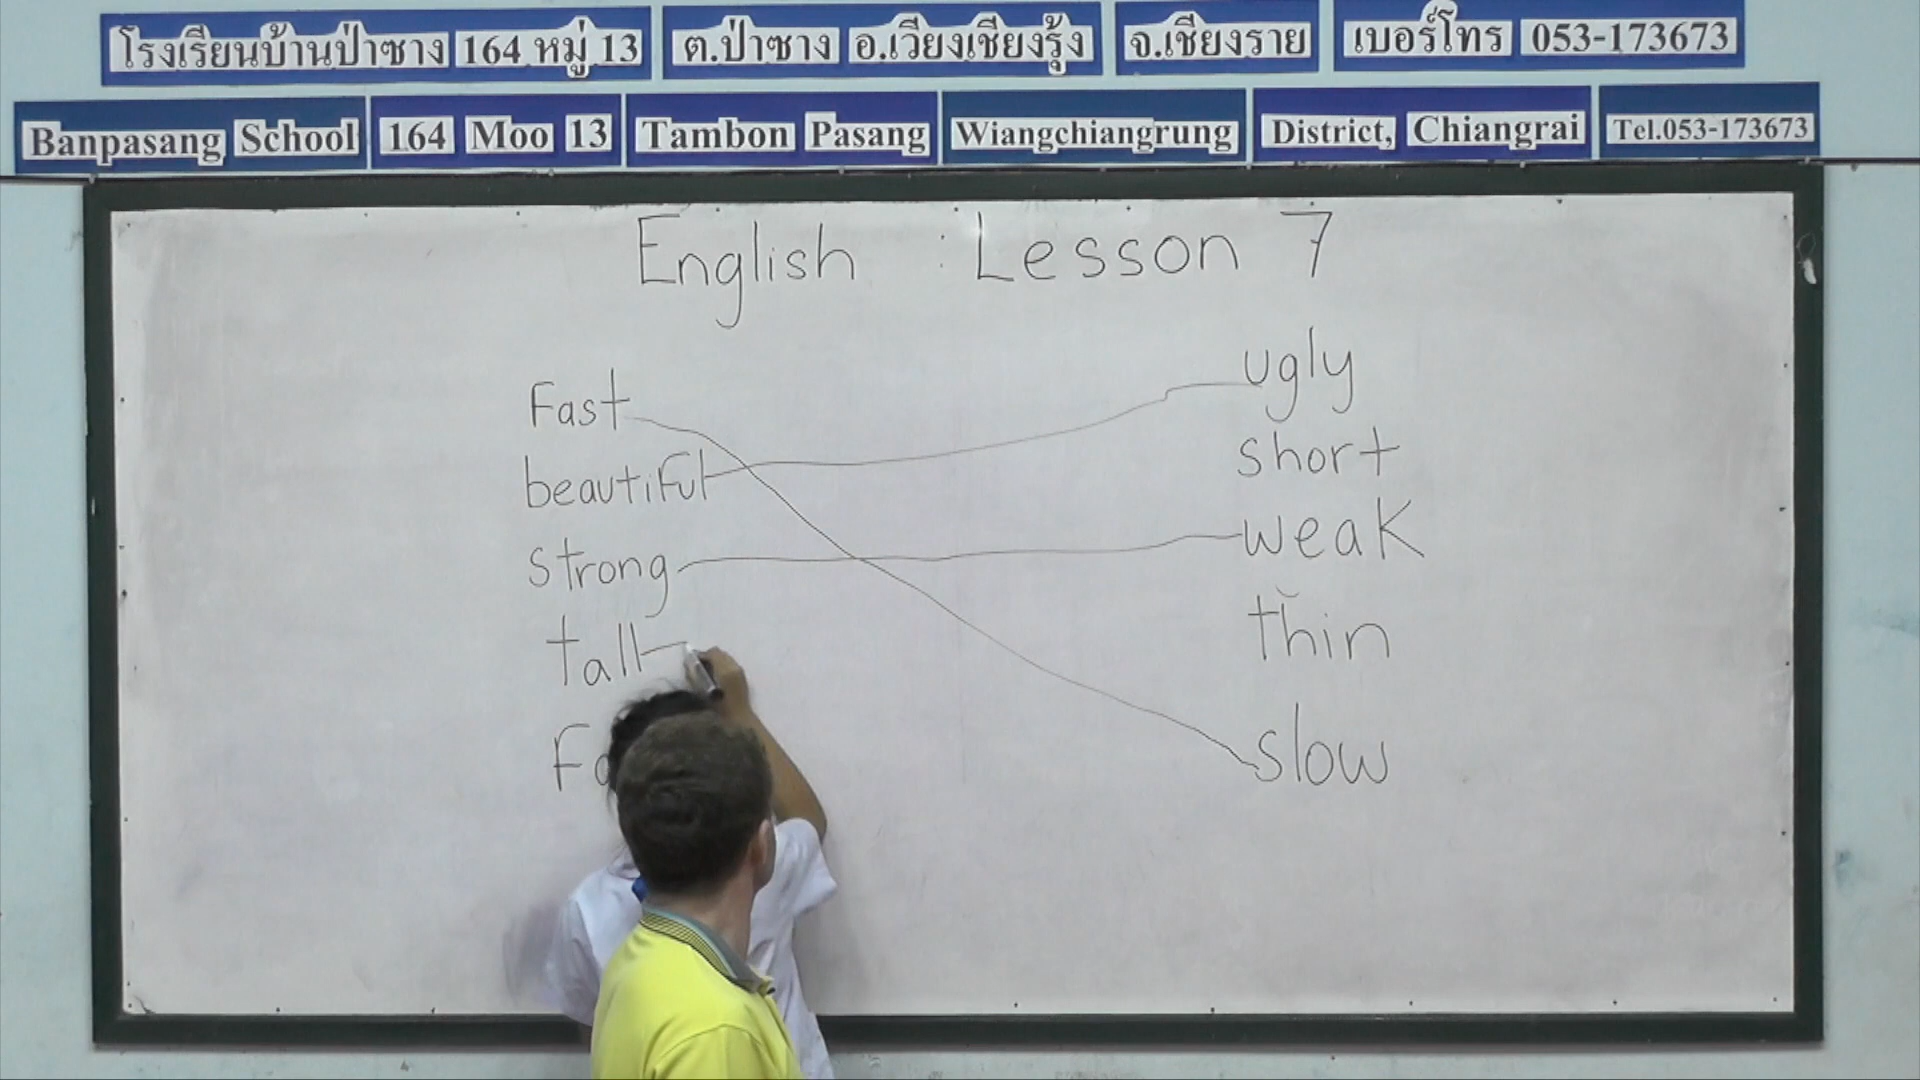 โรงเรียนบ้านป่าซาง 164 หมู่ 13 ต.ป่าซาง อ.เวียงเชียงรุ้ง จ.เชียงราย เบอร์โทร 053-173673
Banpasang School 164 Moo 13 Tambon Pasang Wiangchiangrung District, Chiangrai Tel.053-173673
English : Lesson 7
Fast
beautiful
strong
tall
ugly
short
weak
thin
slow